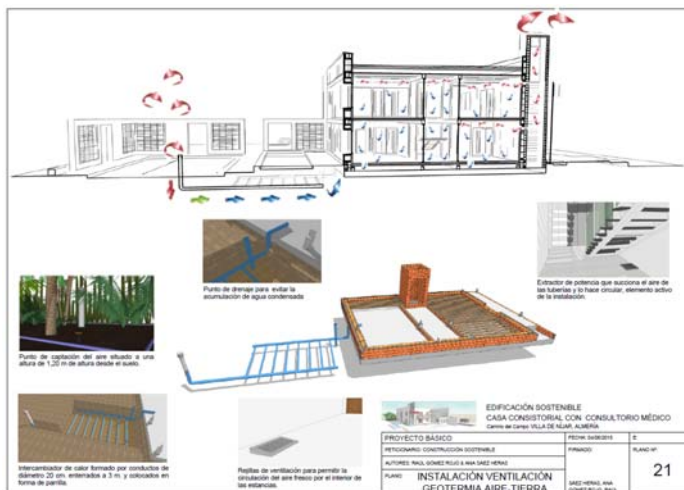 Punto de drenaje para evitar la
acumulación de agua condensada
Extractor de potencia que succiona el aire de
las tuberías y lo hace circular, elemento activo
de la instalación.
Punto de captación del aire situado a una
altura de 1,20 m de altura desde el suelo.
Intercambiador de calor formado por conductos de
diámetro 20 cm. enterrados a 3 m. y colocados en
forma de parrilla.
Rejillas de ventilación para permitir la
circulación del aire fresco por el interior de
las estancias.
EDIFICACIÓN SOSTENIBLE
CASA CONSISTORIAL CON CONSULTORIO MÉDICO
Camino del Campo VILLA DE NÍJAR, ALMERÍA
PROYECTO BÁSICO
FECHA:
E:
PETICIONARIO: CONSTRUCCIÓN SOSTENIBLE
FIRMADO:
PLANO Nº:
AUTORES: RAÚL GÓMEZ ROJO & ANA SÁEZ HERAS
21
PLANO:
INSTALACIÓN VENTILACIÓN
GEOTERMIA AIRE-TIERRA
SÁEZ HERAS, ANA
GÓMEZ ROJO, RAÚL